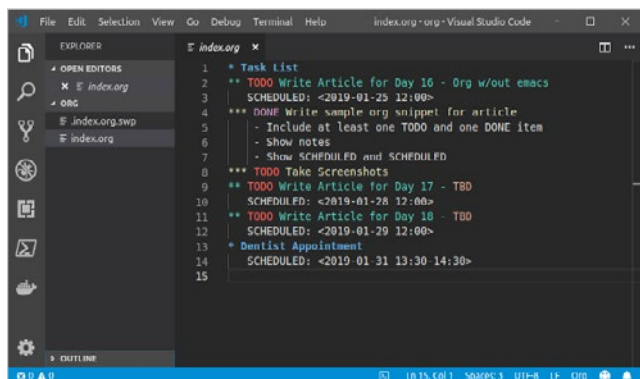 File Edit Selection View Go Debug Terminal Help index.org - org - Visual Studio Code
EXPLORER
OPEN EDITORS
index.org
ORG
.index.org.swp
index.org
OUTLINE
index.org
1 * Task List
2 ** TODO Write Article for Day 16 - Org w/out emacs
3 SCHEDULED: <2019-01-25 12:00>
4 *** DONE Write sample org snippet for article
5 - Include at least one TODO and one DONE item
6 - Show notes
7 - Show SCHEDULED and SCHEDULED
8 *** TODO Take Screenshots
9 ** TODO Write Article for Day 17 - TBD
10 SCHEDULED: <2019-01-28 12:00>
11 ** TODO Write Article for Day 18 - TBD
12 SCHEDULED: <2019-01-29 12:00>
13 * Dentist Appointment
14 SCHEDULED: <2019-01-31 13:30-14:30>
15
0 0 Ln 15, Col 1 Spaces: 3 UTF-8 LF Org